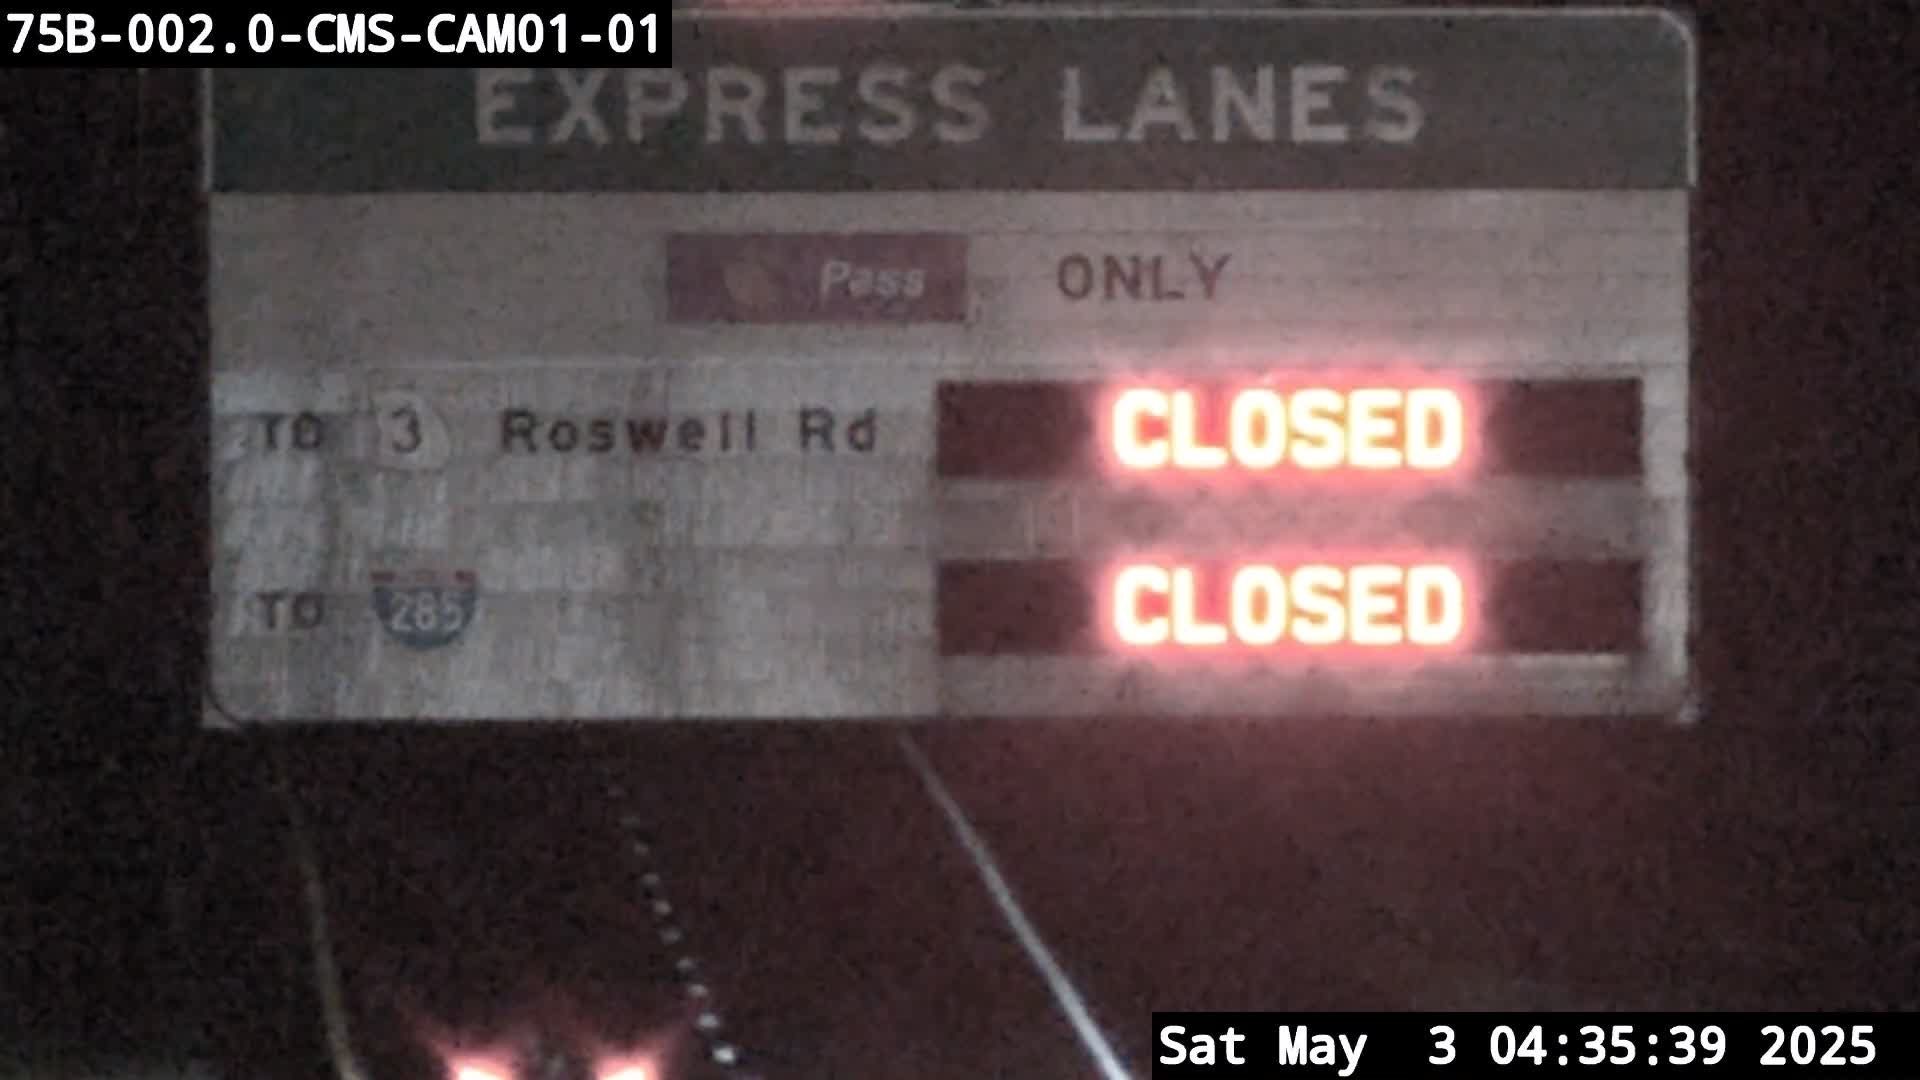 75B-002.0-CMS-CAM01-01
EXPRESS LANES
Pass ONLY
TO 3 Roswell Rd CLOSED
TO 285 CLOSED
Sat May 3 04:35:39 2025